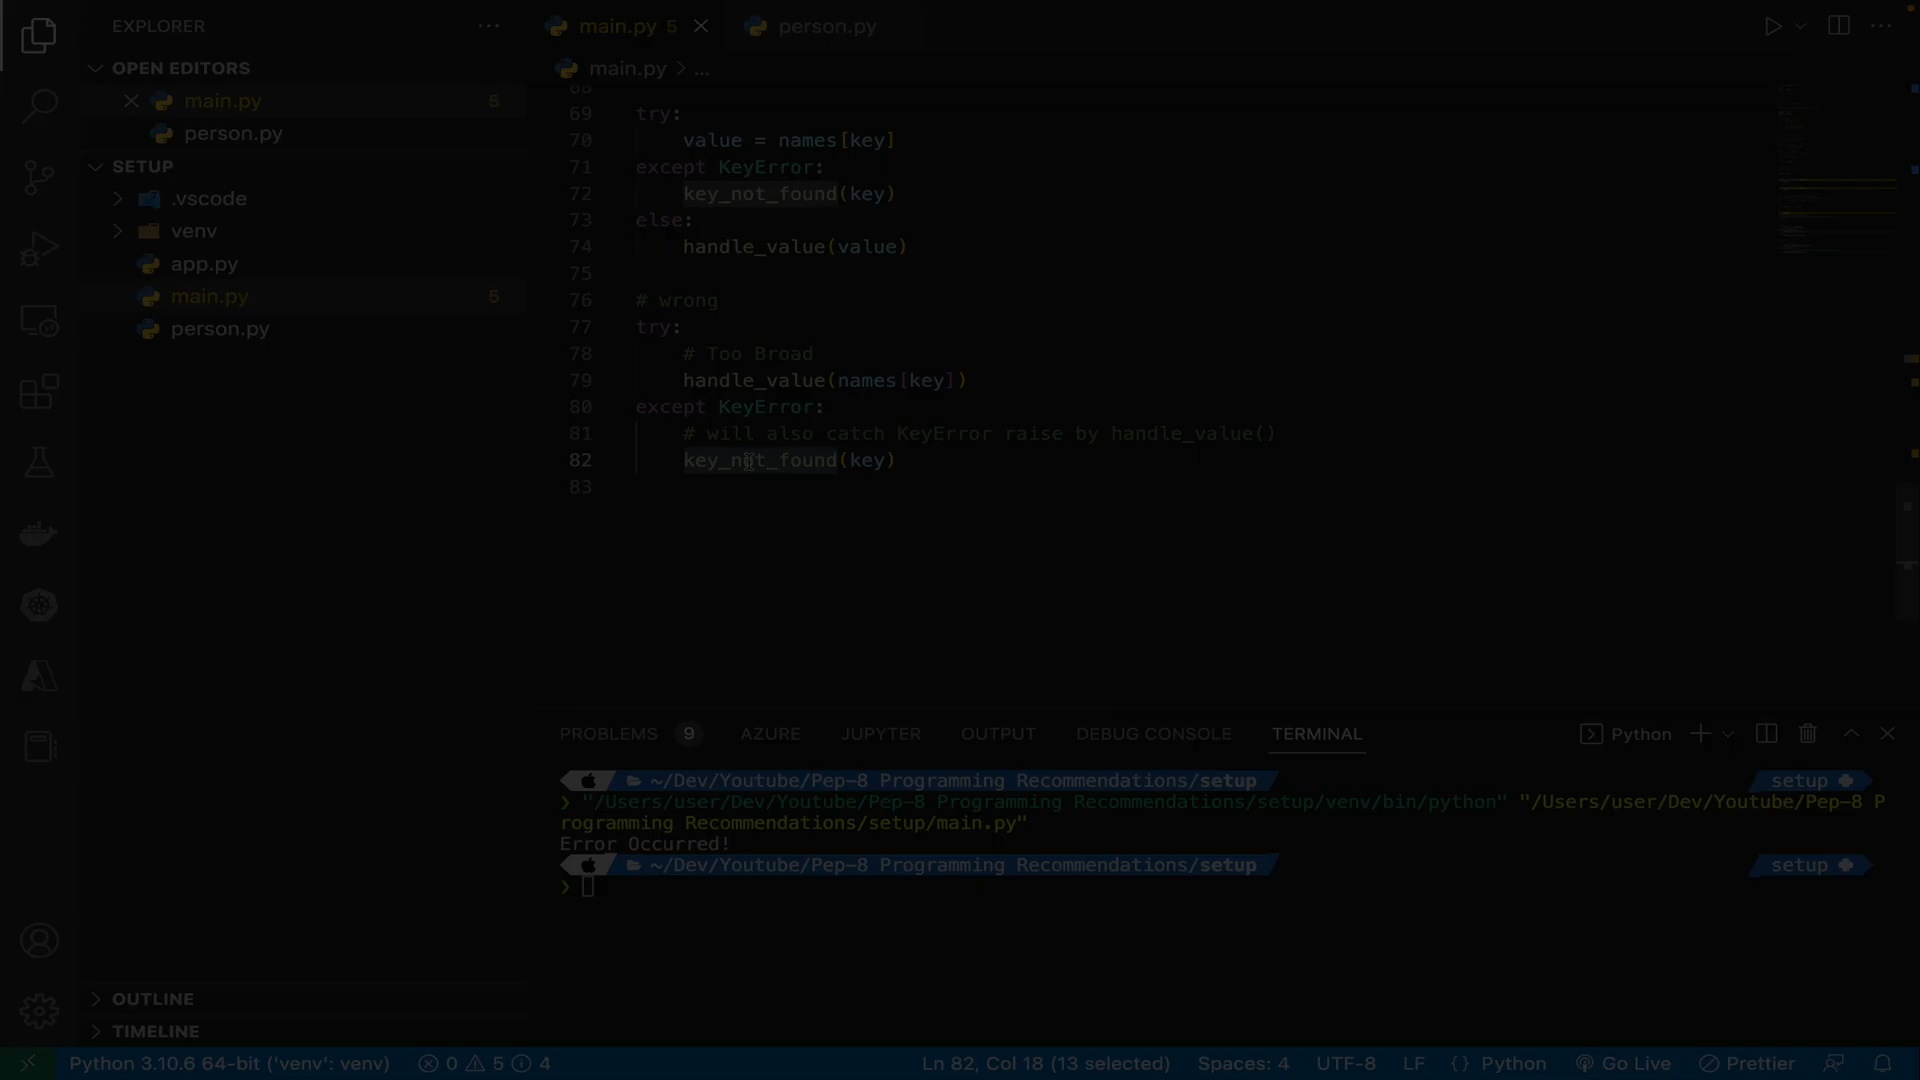 EXPLORER
OPEN EDITORS
main.py 5
person.py
SETUP
.vscode
venv
app.py
main.py 5
person.py
OUTLINE
TIMELINE
main.py 5
person.py
main.py > ...
68
69 try:
70 value = names[key]
71 except KeyError:
72 key_not_found(key)
73 else:
74 handle_value(value)
75
76 # wrong
77 try:
78 # Too Broad
79 handle_value(names[key])
80 except KeyError:
81 # will also catch KeyError raise by handle_value()
82 key_not_found(key)
83
PROBLEMS 9 AZURE JUPYTER OUTPUT DEBUG CONSOLE TERMINAL Python
~/Dev/Youtube/Pep-8 Programming Recommendations/setup setup
❯ "/Users/user/Dev/Youtube/Pep-8 Programming Recommendations/setup/venv/bin/python" "/Users/user/Dev/Youtube/Pep-8 P
rogramming Recommendations/setup/main.py"
Error Occurred!
~/Dev/Youtube/Pep-8 Programming Recommendations/setup setup
❯
Python 3.10.6 64-bit ('venv': venv) 0 5 4 Ln 82, Col 18 (13 selected) Spaces: 4 UTF-8 LF {} Python Go Live Prettier